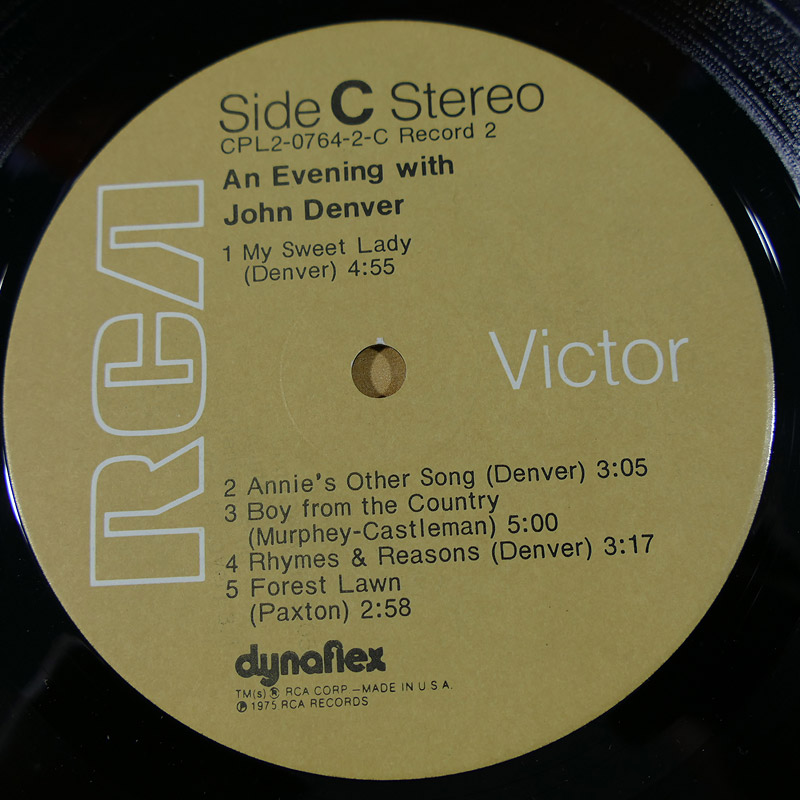 Side C Stereo
CPL2-0764-2-C Record 2
An Evening with
John Denver
1 My Sweet Lady
(Denver) 4:55
RCA
Victor
2 Annie's Other Song (Denver) 3:05
3 Boy from the Country
(Murphey-Castleman) 5:00
4 Rhymes & Reasons (Denver) 3:17
5 Forest Lawn
(Paxton) 2:58
dynaflex
TM(s) ® RCA CORP –MADE IN U S A.
℗ 1975 RCA RECORDS